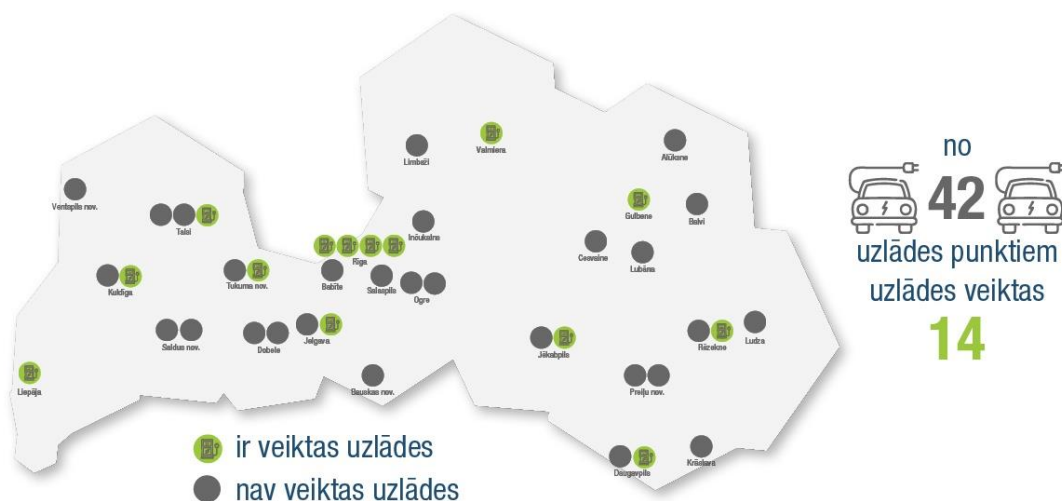 Limbaži
Valmiera
Alūksne
Ventspils nov.
Talsi
Gulbene
Balvi
Inčukalns
Cesvaine
Lubāna
Rīga
Kuldīga
Tukuma nov.
Babīte
Salaspils
Ogre
Saldus nov.
Dobele
Jelgava
Jēkabpils
Rēzekne
Ludza
Liepāja
Bauskas nov.
Preiļu nov.
Daugavpils
Krāslava
no
42
uzlādes punktiem
uzlādes veiktas
14
ir veiktas uzlādes
nav veiktas uzlādes